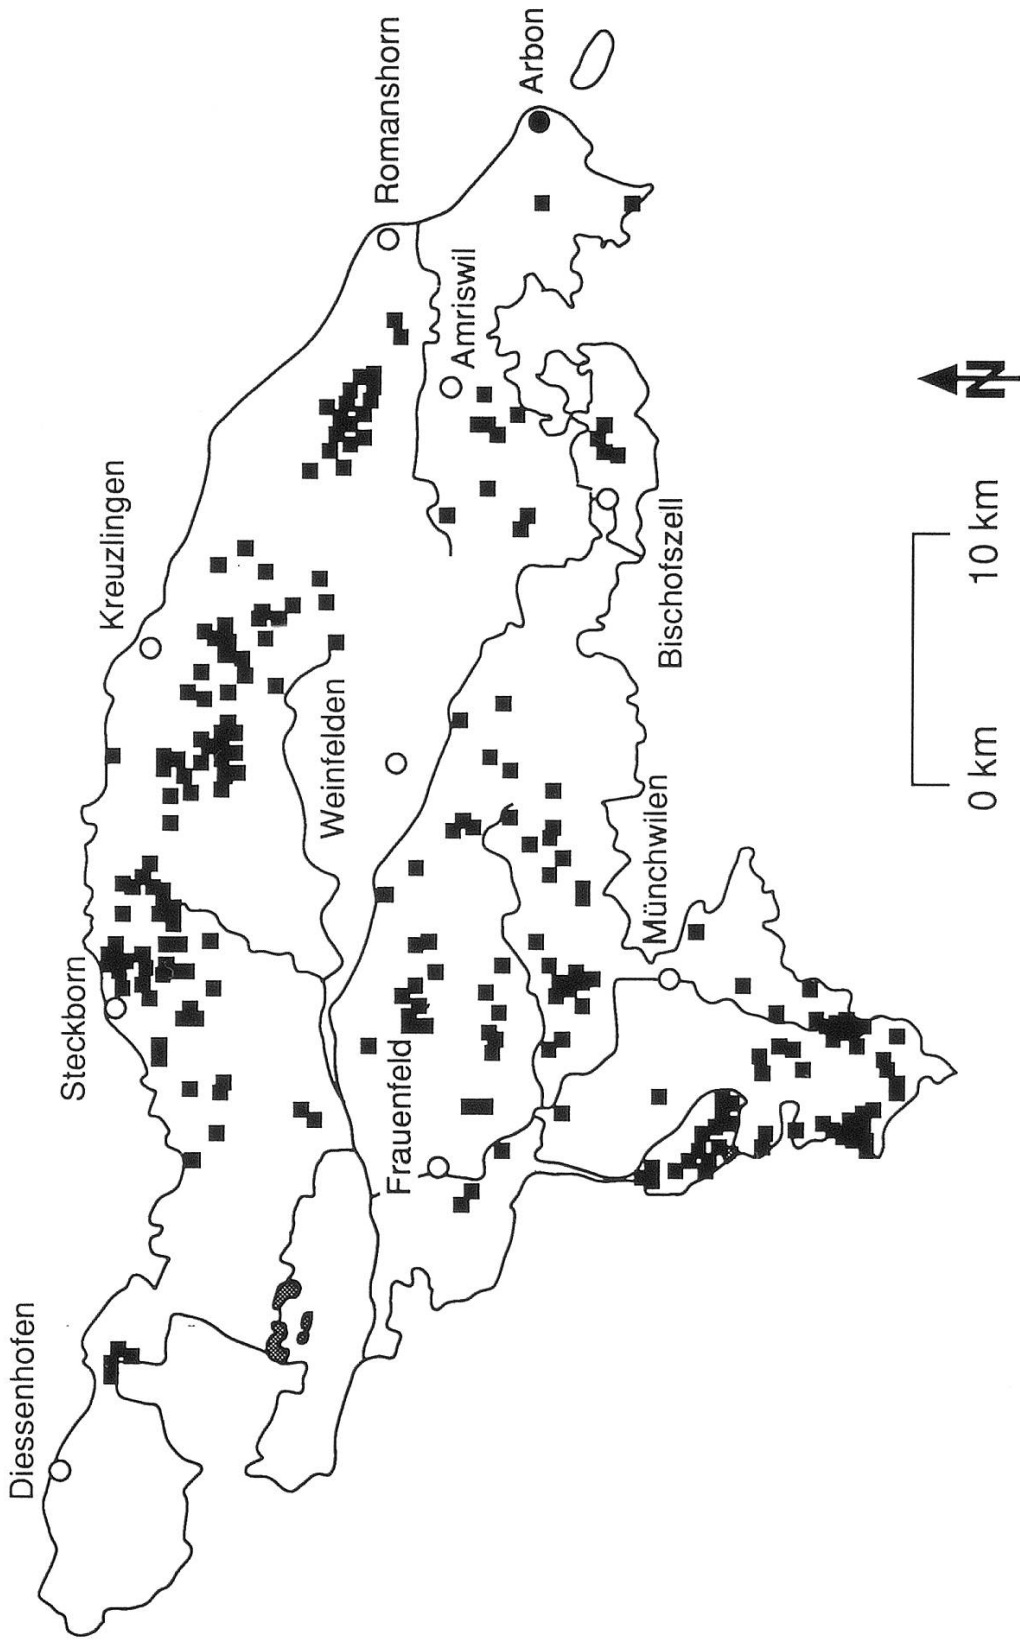 Diessenhofen
Steckborn
Kreuzlingen
Romanshorn
Arbon
Amriswil
Weinfelden
Frauenfeld
Bischofszell
Münchwilen
N
0 km
10 km